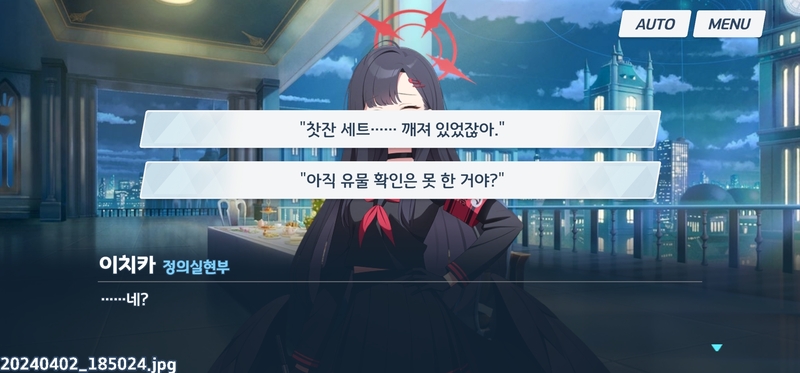 AUTO
MENU
"찻잔 세트…… 깨져 있었잖아."
"아직 유물 확인은 못 한 거야?"
이치카 정의실현부
……네?
20240402_185024.jpg